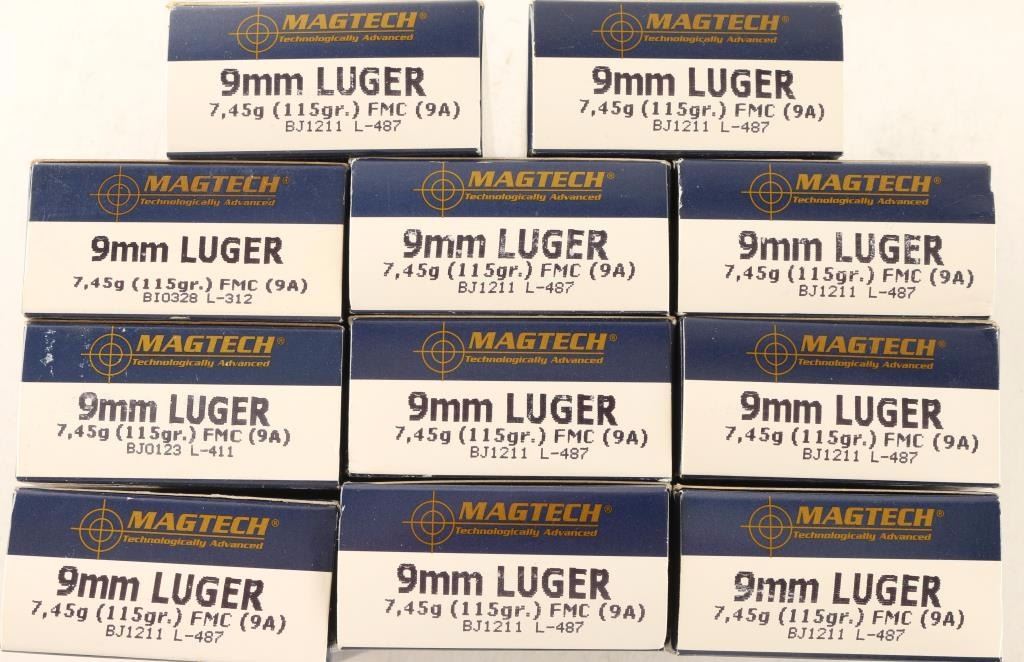 MAGTECH®
Technologically Advanced
9mm LUGER
7,45g (115gr.) FMC (9A)
BJ1211 L-487
MAGTECH®
Technologically Advanced
9mm LUGER
7,45g (115gr.) FMC (9A)
BJ1211 L-487
MAGTECH®
Technologically Advanced
9mm LUGER
7,45g (115gr.) FMC (9A)
BI0328 L-312
MAGTECH®
Technologically Advanced
9mm LUGER
7,45g (115gr.) FMC (9A)
BJ1211 L-487
MAGTECH®
Technologically Advanced
9mm LUGER
7,45g (115gr.) FMC (9A)
BJ1211 L-487
MAGTECH®
Technologically Advanced
9mm LUGER
7,45g (115gr.) FMC (9A)
BJ0123 L-411
MAGTECH®
Technologically Advanced
9mm LUGER
7,45g (115gr.) FMC (9A)
BJ1211 L-487
MAGTECH®
Technologically Advanced
9mm LUGER
7,45g (115gr.) FMC (9A)
BJ1211 L-487
MAGTECH®
Technologically Advanced
9mm LUGER
7,45g (115gr.) FMC (9A)
BJ1211 L-487
MAGTECH®
Technologically Advanced
9mm LUGER
7,45g (115gr.) FMC (9A)
BJ1211 L-487
MAGTECH®
Technologically Advanced
9mm LUGER
7,45g (115gr.) FMC (9A)
BJ1211 L-487